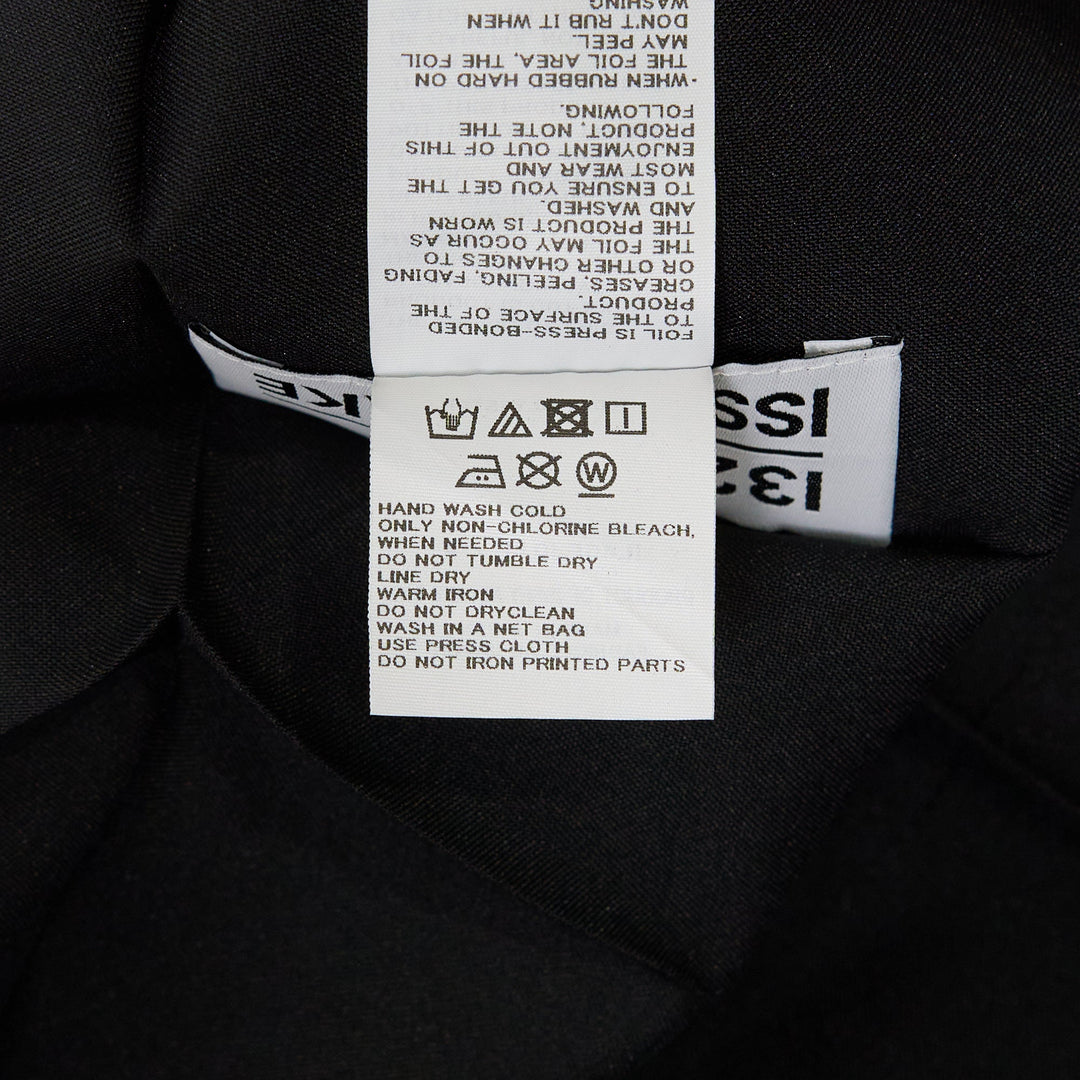 FOIL IS PRESS-BONDED
TO THE SURFACE OF THE
PRODUCT.
GREASES, PEELING, FADING
OR OTHER CHANGES TO
THE FOIL MAY OCCUR AS
THE PRODUCT IS WORN
AND WASHED.
TO ENSURE YOU GET THE
MOST WEAR AND
ENJOYMENT OUT OF THIS
PRODUCT, NOTE THE
FOLLOWING.
・WHEN RUBBED HARD ON
THE FOIL AREA, THE FOIL
MAY PEEL.
DON'T RUB IT WHEN
WASHING
132
ISS
KE
W
HAND WASH COLD
ONLY NON-CHLORINE BLEACH,
WHEN NEEDED
DO NOT TUMBLE DRY
LINE DRY
WARM IRON
DO NOT DRYCLEAN
WASH IN A NET BAG
USE PRESS CLOTH
DO NOT IRON PRINTED PARTS